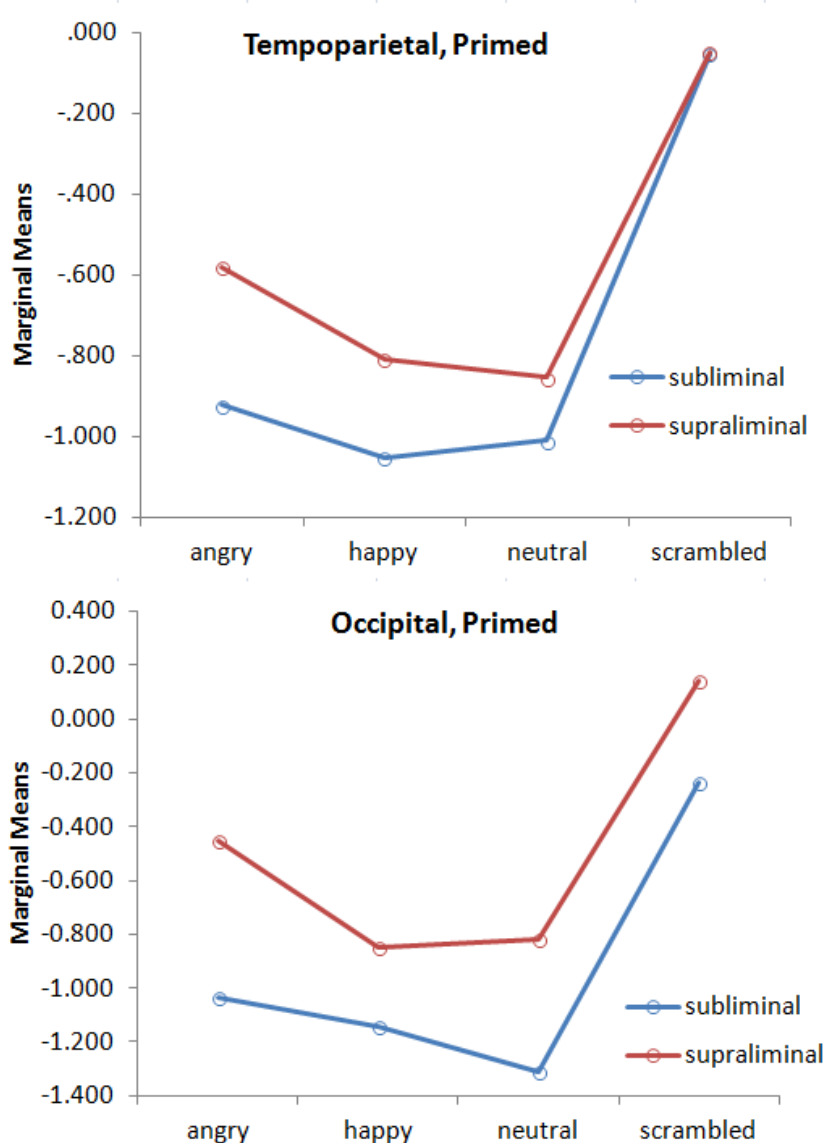 Tempoparietal, Primed
Marginal Means
.000
-.200
-.400
-.600
-.800
-1.000
-1.200
subliminal
supraliminal
angry happy neutral scrambled
Occipital, Primed
Marginal Means
0.400
0.200
0.000
-0.200
-0.400
-0.600
-0.800
-1.000
-1.200
-1.400
subliminal
supraliminal
angry happy neutral scrambled